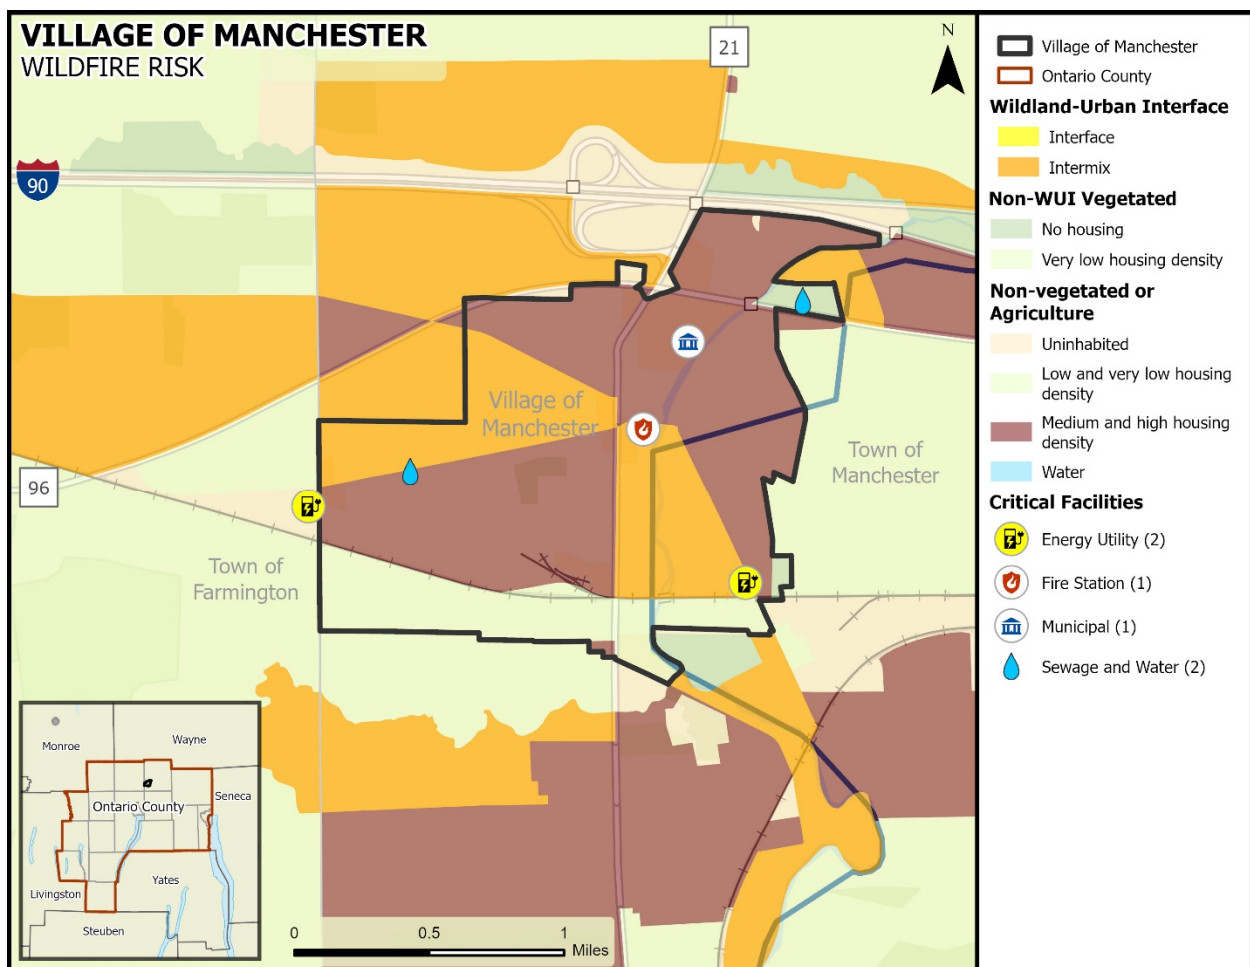 VILLAGE OF MANCHESTER
WILDFIRE RISK
21
N
90
96
Village of
Manchester
Town of
Manchester
Town of
Farmington
Monroe
Wayne
Ontario County
Seneca
Livingston
Yates
Steuben
0
0.5
1
Miles
Village of Manchester
Ontario County
Wildland-Urban Interface
Interface
Intermix
Non-WUI Vegetated
No housing
Very low housing density
Non-vegetated or
Agriculture
Uninhabited
Low and very low housing
density
Medium and high housing
density
Water
Critical Facilities
Energy Utility (2)
Fire Station (1)
Municipal (1)
Sewage and Water (2)